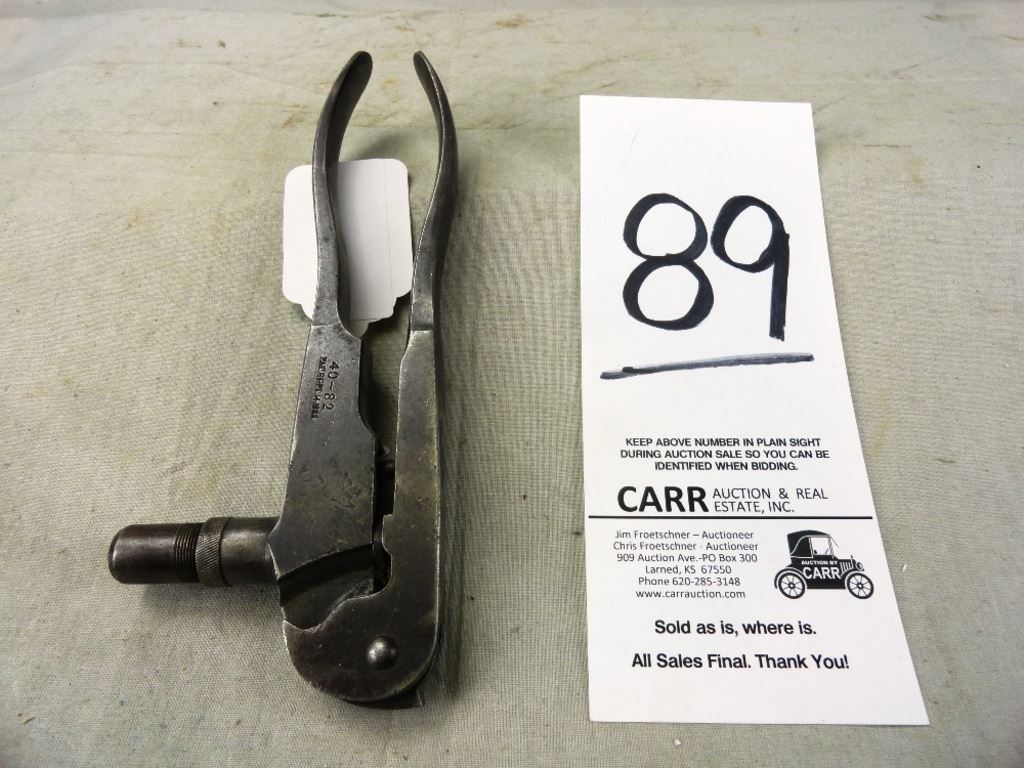 40-82
89
KEEP ABOVE NUMBER IN PLAIN SIGHT
DURING AUCTION SALE SO YOU CAN BE
IDENTIFIED WHEN BIDDING.
CARR AUCTION & REAL
ESTATE, INC.
Jim Froetschner – Auctioneer
Chris Froetschner - Auctioneer
909 Auction Ave.-PO Box 300
Larned, KS 67550
Phone 620-285-3148
www.carrauction.com
AUCTION BY
CARR
Sold as is, where is.
All Sales Final. Thank You!